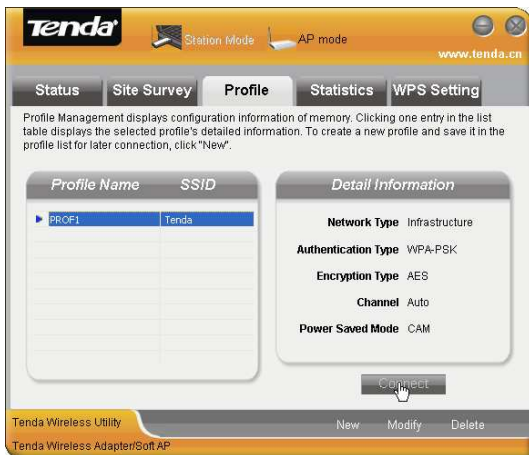 Tenda
Station Mode
AP mode
www.tenda.cn
Status
Site Survey
Profile
Statistics
WPS Setting
Profile Management displays configuration information of memory. Clicking one entry in the list
table displays the selected profile's detailed information. To create a new profile and save it in the
profile list for later connection, click "New".
Profile Name SSID
PROF1 Tenda
Detail Information
Network Type Infrastructure
Authentication Type WPA-PSK
Encryption Type AES
Channel Auto
Power Saved Mode CAM
Connect
Tenda Wireless Utility
New Modify Delete
Tenda Wireless Adapter/Soft AP